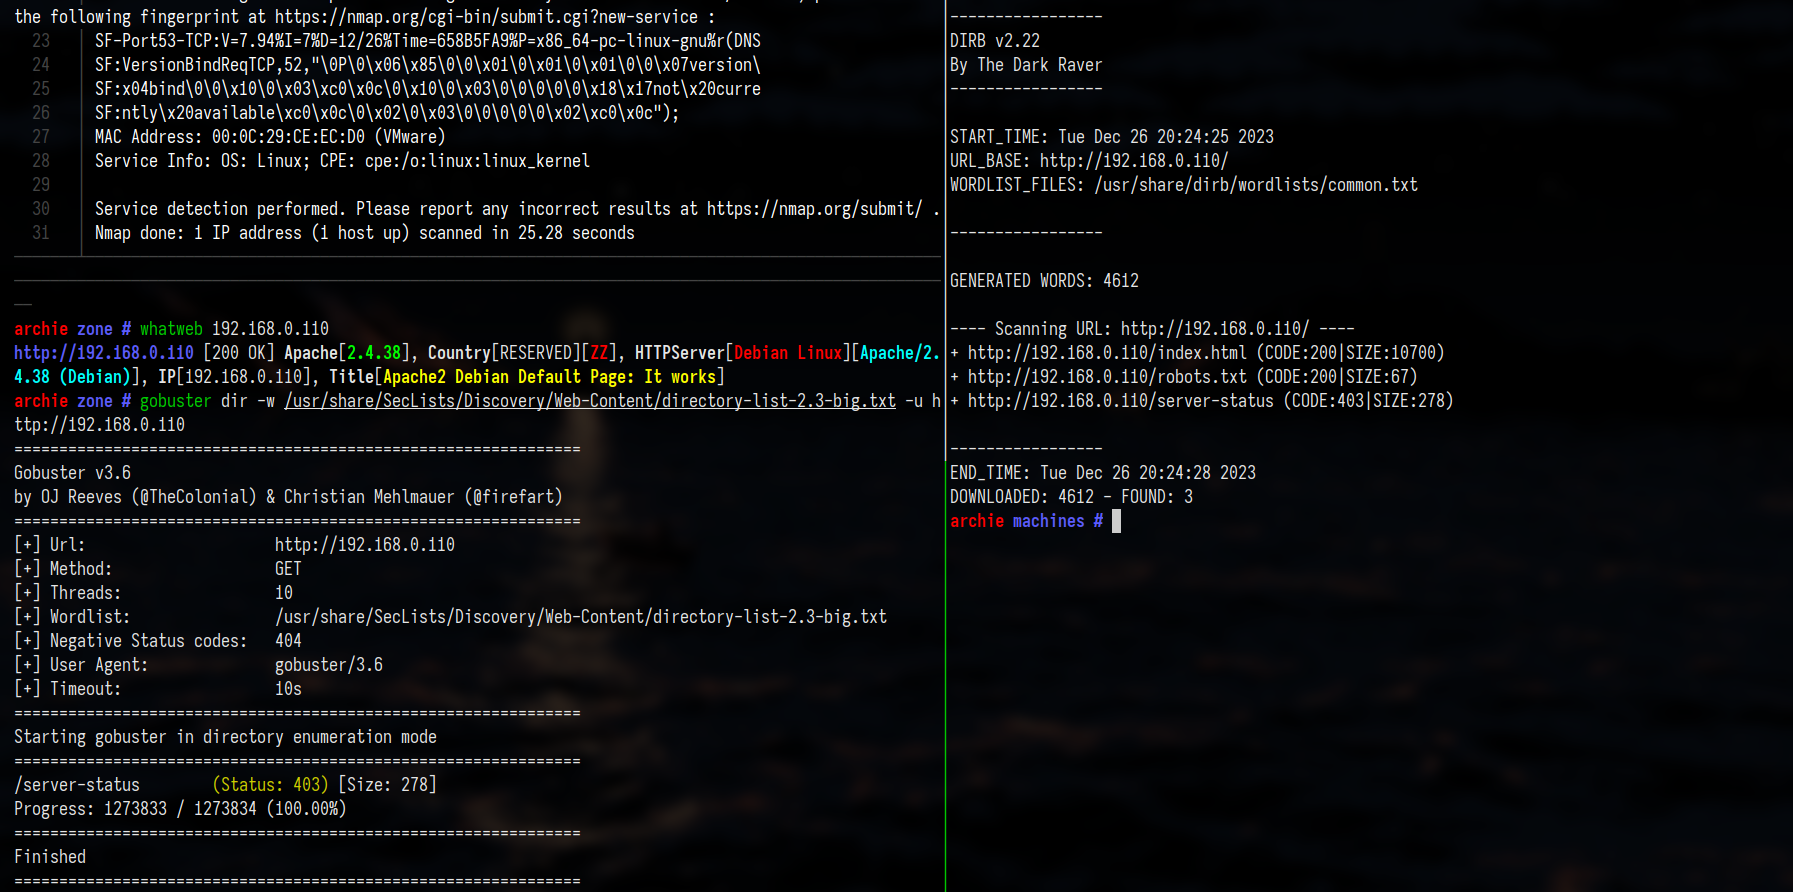 the following fingerprint at https://nmap.org/cgi-bin/submit.cgi?new-service :
23 SF-Port53-TCP:V=7.94%I=7%D=12/26%Time=658B5FA9%P=x86_64-pc-linux-gnu%r(DNS
24 SF:VersionBindReqTCP,52,"\0P\0\x06\x85\0\0\x01\0\x01\0\x01\0\0\x07version\
25 SF:x04bind\0\0\x10\0\x03\xc0\x0c\0\x10\0\x03\0\0\0\0\0\x18\x17not\x20curre
26 SF:ntly\x20available\xc0\x0c\0\x02\0\x03\0\0\0\0\0\x02\xc0\x0c");
27 MAC Address: 00:0C:29:CE:EC:D0 (VMware)
28 Service Info: OS: Linux; CPE: cpe:/o:linux:linux_kernel
29
30 Service detection performed. Please report any incorrect results at https://nmap.org/submit/ .
31 Nmap done: 1 IP address (1 host up) scanned in 25.28 seconds
archie zone # whatweb 192.168.0.110
http://192.168.0.110 [200 OK] Apache[2.4.38], Country[RESERVED][ZZ], HTTPServer[Debian Linux][Apache/2.
4.38 (Debian)], IP[192.168.0.110], Title[Apache2 Debian Default Page: It works]
archie zone # gobuster dir -w /usr/share/SecLists/Discovery/Web-Content/directory-list-2.3-big.txt -u h
ttp://192.168.0.110
===============================================================
Gobuster v3.6
by OJ Reeves (@TheColonial) & Christian Mehlmauer (@firefart)
===============================================================
[+] Url: http://192.168.0.110
[+] Method: GET
[+] Threads: 10
[+] Wordlist: /usr/share/SecLists/Discovery/Web-Content/directory-list-2.3-big.txt
[+] Negative Status codes: 404
[+] User Agent: gobuster/3.6
[+] Timeout: 10s
===============================================================
Starting gobuster in directory enumeration mode
===============================================================
/server-status (Status: 403) [Size: 278]
Progress: 1273833 / 1273834 (100.00%)
===============================================================
Finished
===============================================================
-----------------
DIRB v2.22
By The Dark Raver
-----------------
START_TIME: Tue Dec 26 20:24:25 2023
URL_BASE: http://192.168.0.110/
WORDLIST_FILES: /usr/share/dirb/wordlists/common.txt
-----------------
GENERATED WORDS: 4612
---- Scanning URL: http://192.168.0.110/ ----
+ http://192.168.0.110/index.html (CODE:200|SIZE:10700)
+ http://192.168.0.110/robots.txt (CODE:200|SIZE:67)
+ http://192.168.0.110/server-status (CODE:403|SIZE:278)
-----------------
END_TIME: Tue Dec 26 20:24:28 2023
DOWNLOADED: 4612 - FOUND: 3
archie machines #